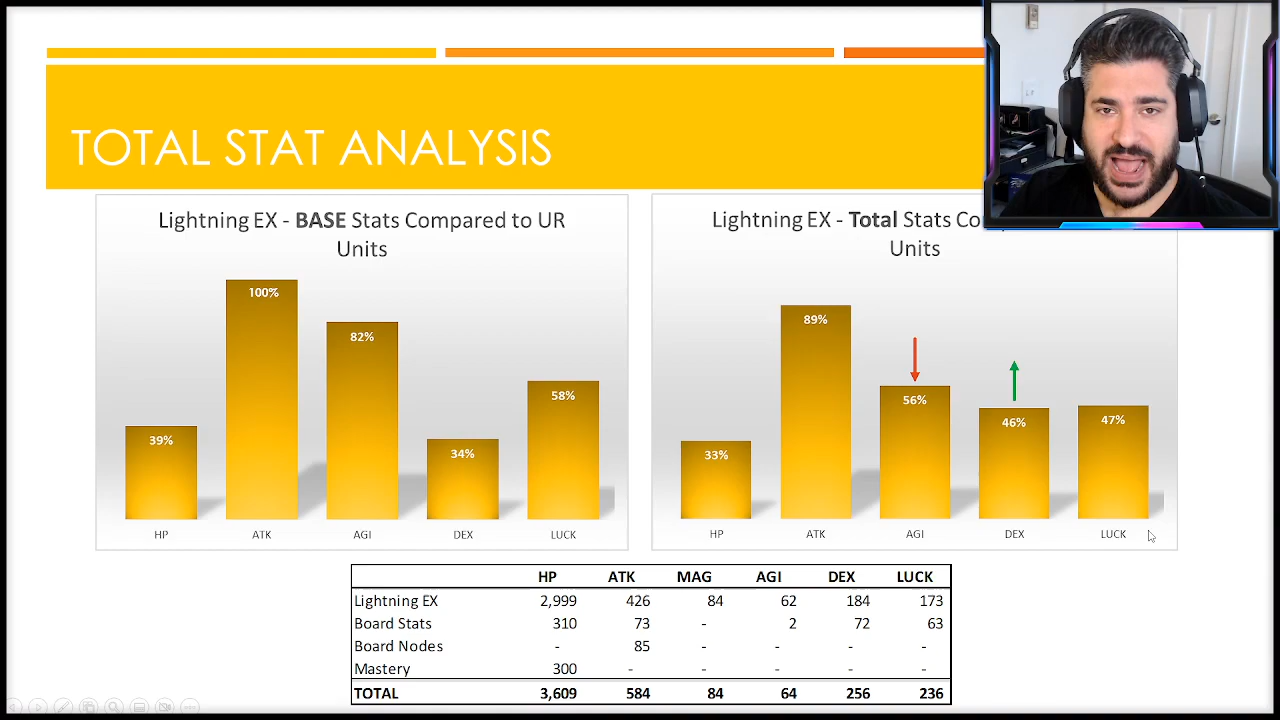 TOTAL STAT ANALYSIS
Lightning EX - BASE Stats Compared to UR
Units
100%
82%
58%
39%
34%
HP ATK AGI DEX LUCK
Lightning EX - Total Stats
Units
89%
56%
46%
47%
33%
HP ATK AGI DEX LUCK
HP ATK MAG AGI DEX LUCK
Lightning EX 2,999 426 84 62 184 173
Board Stats 310 73 - 2 72 63
Board Nodes - 85 - - - -
Mastery 300 - - - - -
TOTAL 3,609 584 84 64 256 236